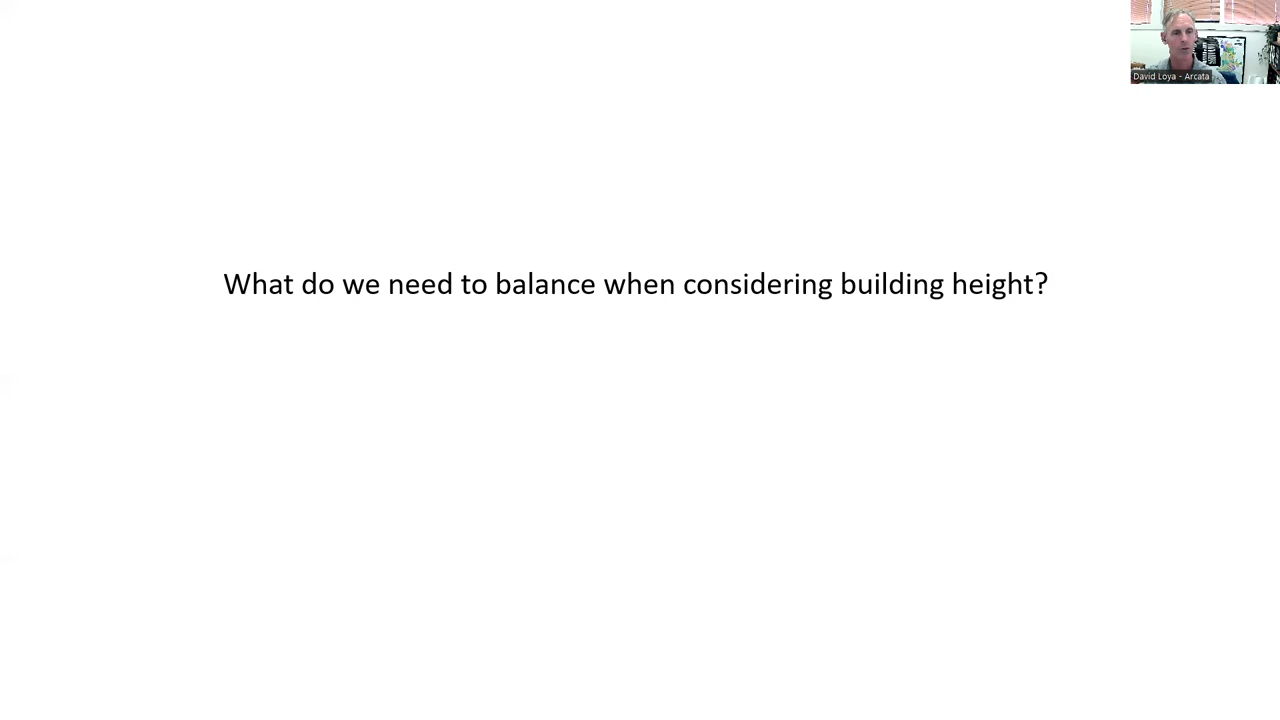 David Loya - Arcata
What do we need to balance when considering building height?